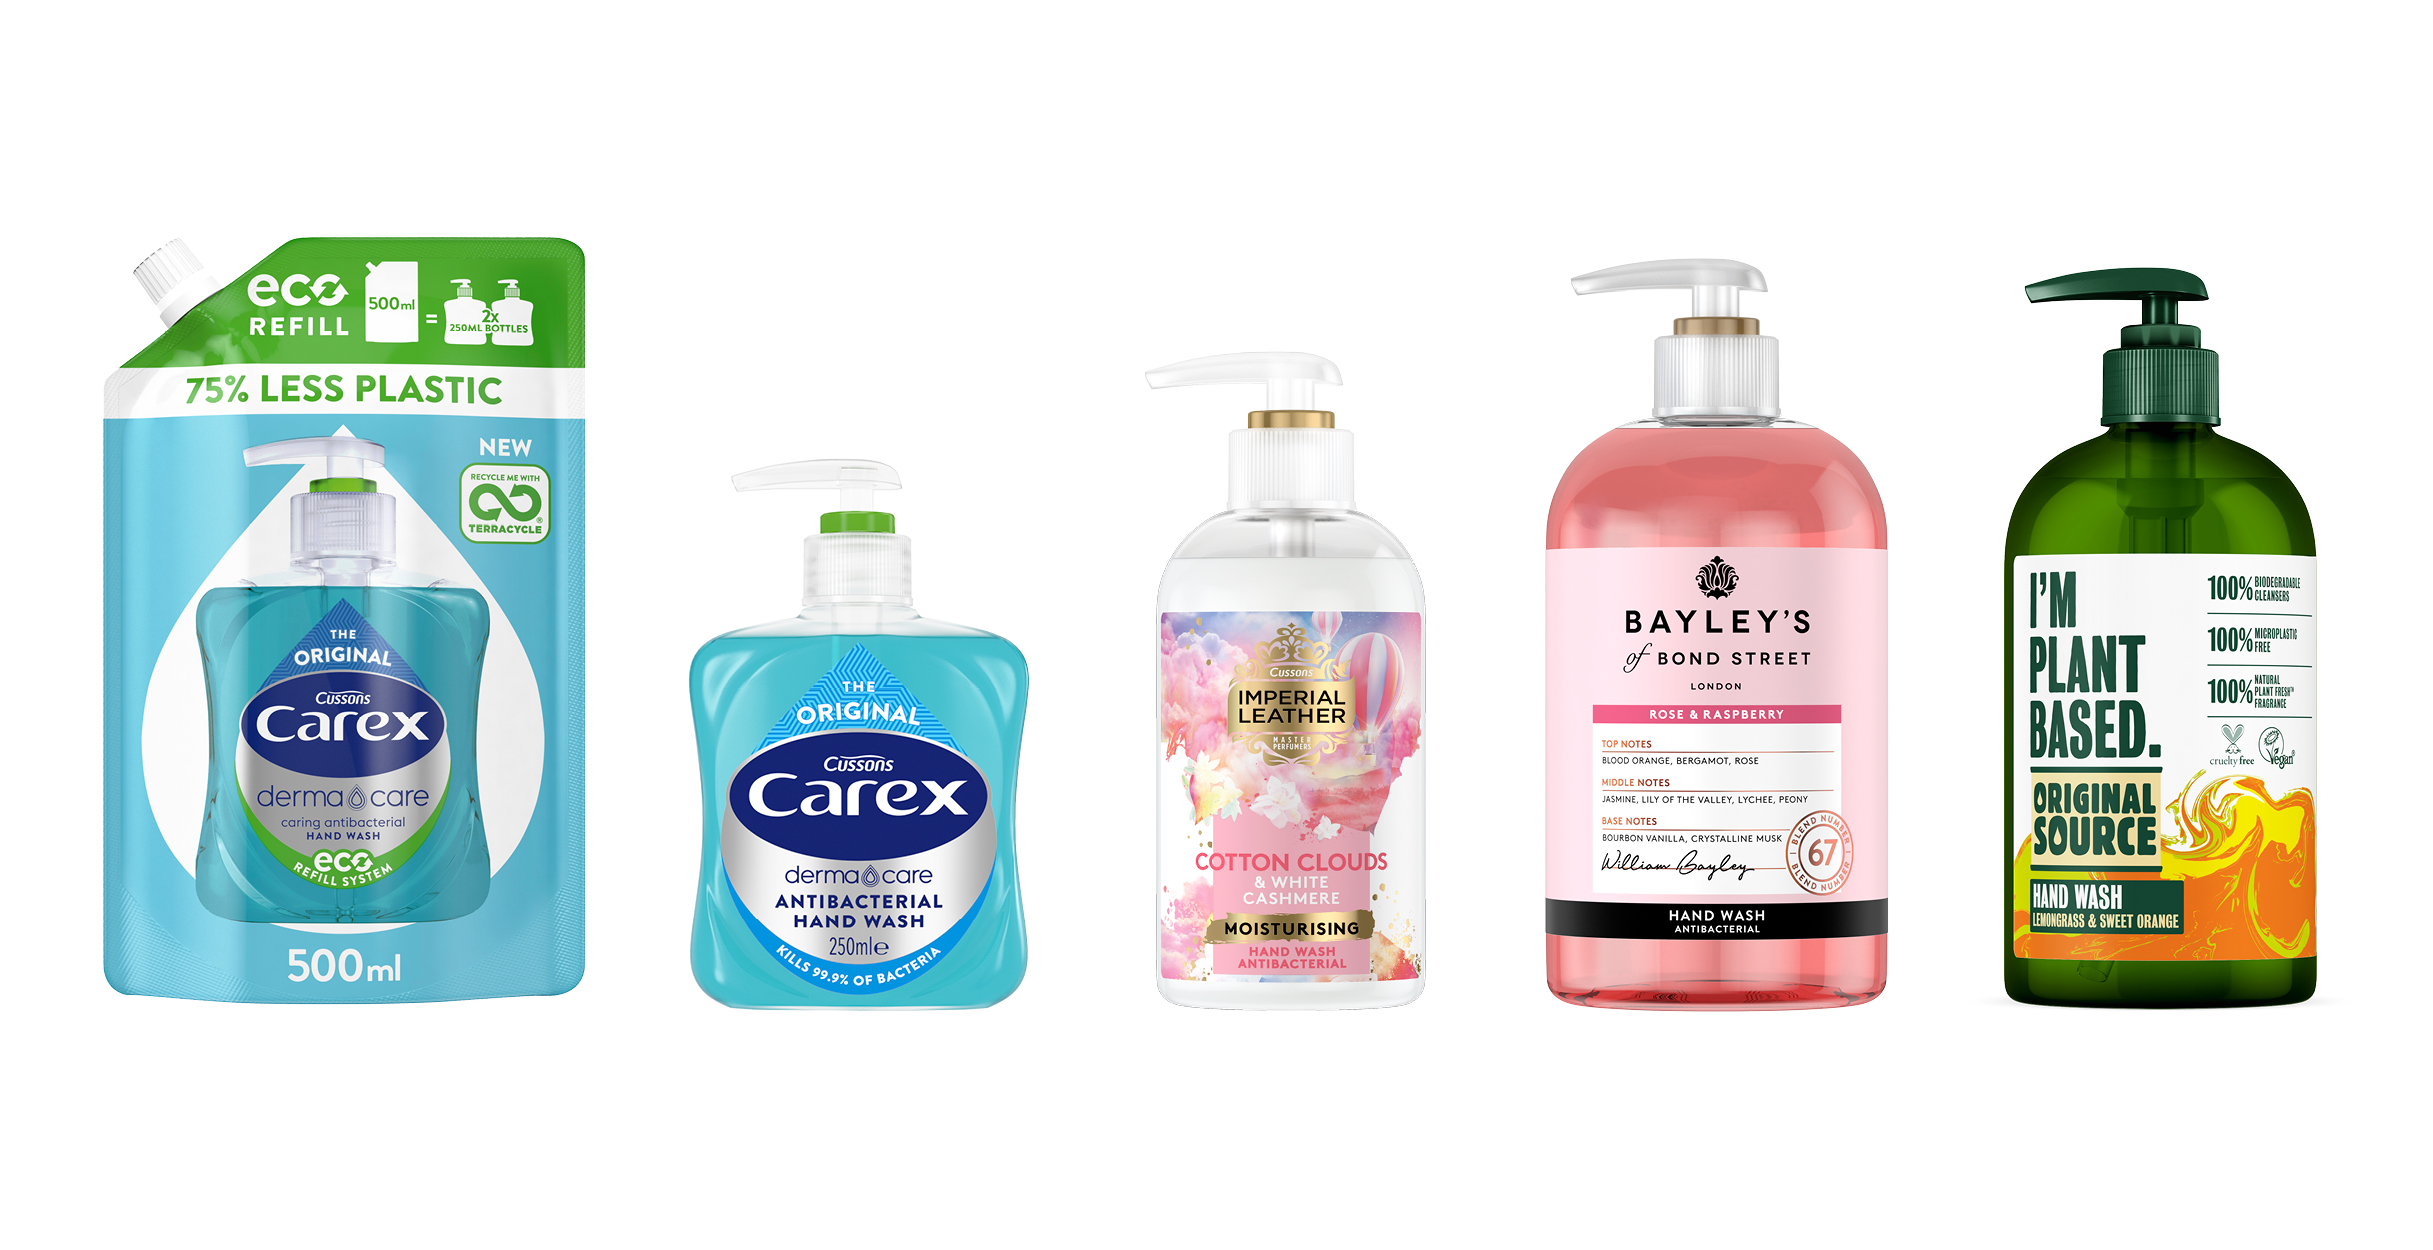 eco
REFILL
500ml
=
2x
250ML BOTTLES
75% LESS PLASTIC
NEW
RECYCLE ME WITH
TERRACYCLE®
THE
ORIGINAL
Cussons
Carex
derma care
caring antibacterial
HAND WASH
eco
REFILL SYSTEM
500ml
THE
ORIGINAL
Cussons
Carex
derma care
ANTIBACTERIAL
HAND WASH
250ml℮
KILLS 99.9% OF BACTERIA
Cussons
IMPERIAL
LEATHER
MASTER
PERFUMERS
COTTON CLOUDS
& WHITE
CASHMERE
MOISTURISING
HAND WASH
ANTIBACTERIAL
BAYLEY'S
of BOND STREET
LONDON
ROSE & RASPBERRY
TOP NOTES
BLOOD ORANGE, BERGAMOT, ROSE
MIDDLE NOTES
JASMINE, LILY OF THE VALLEY, LYCHEE, PEONY
BASE NOTES
BOURBON VANILLA, CRYSTALLINE MUSK
William Bayley
BLEND NUMBER
67
BLEND NUMBER
HAND WASH
ANTIBACTERIAL
I'M
PLANT
BASED.
100% BIODEGRADABLE
CLEANSERS
100% MICROPLASTIC
FREE
100% NATURAL
PLANT FRESH™
FRAGRANCE
cruelty free
Vegan
ORIGINAL
SOURCE
HAND WASH
LEMONGRASS & SWEET ORANGE